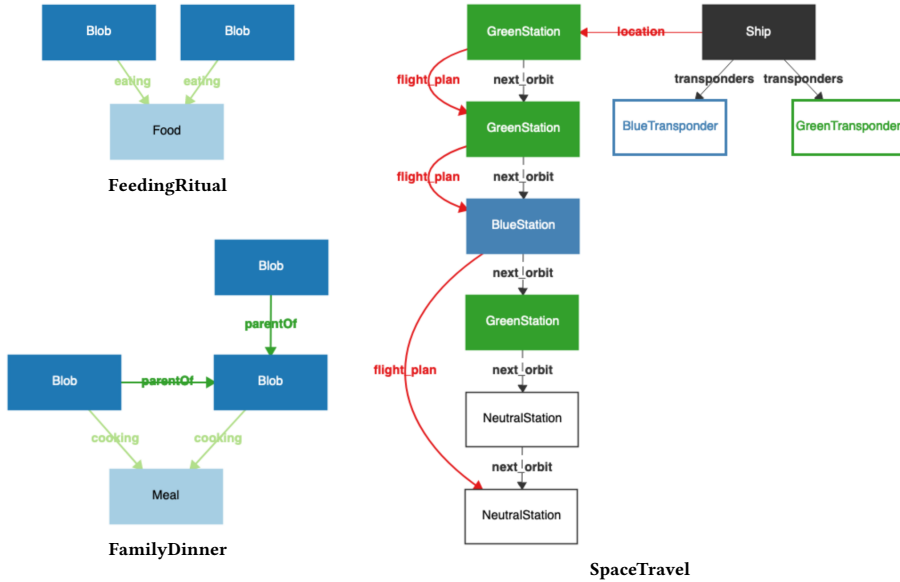 Blob
Blob
eating
eating
Food
FeedingRitual
Blob
parentOf
Blob
parentOf
Blob
cooking
cooking
Meal
FamilyDinner
GreenStation
location
Ship
flight_plan
next_orbit
transponders
transponders
GreenStation
BlueTransponder
GreenTransponder
flight_plan
next_orbit
BlueStation
next_orbit
GreenStation
flight_plan
next_orbit
NeutralStation
next_orbit
NeutralStation
SpaceTravel